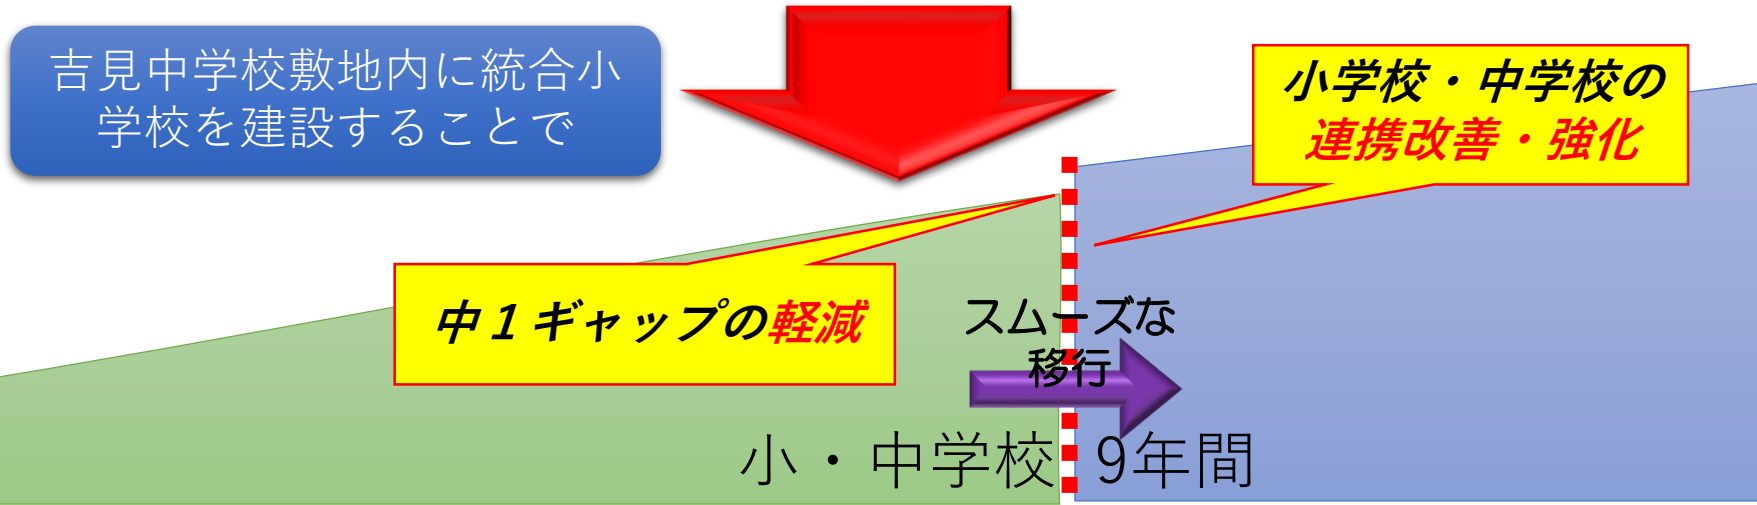 吉見中学校敷地内に統合小
学校を建設することで
小学校・中学校の
連携改善・強化
中１ギャップの軽減
スムーズな
移行
小・中学校 9年間